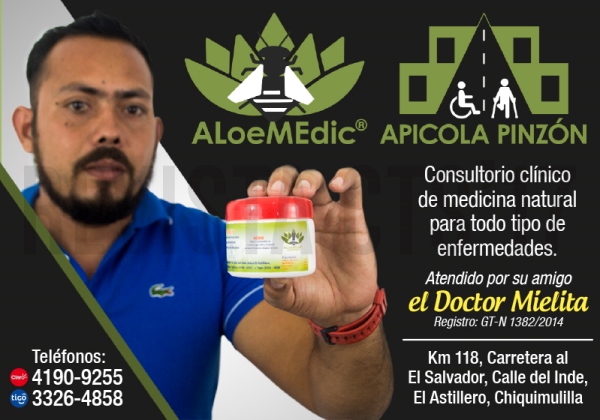 ALoeMEdic®
APICOLA PINZÓN
Consultorio clínico
de medicina natural
para todo tipo de
enfermedades.
Atendido por su amigo
el Doctor Mielita
Registro: GT-N 1382/2014
Km 118, Carretera al
El Salvador, Calle del Inde,
El Astillero, Chiquimulilla
Teléfonos:
Claro 4190-9255
tigo 3326-4858